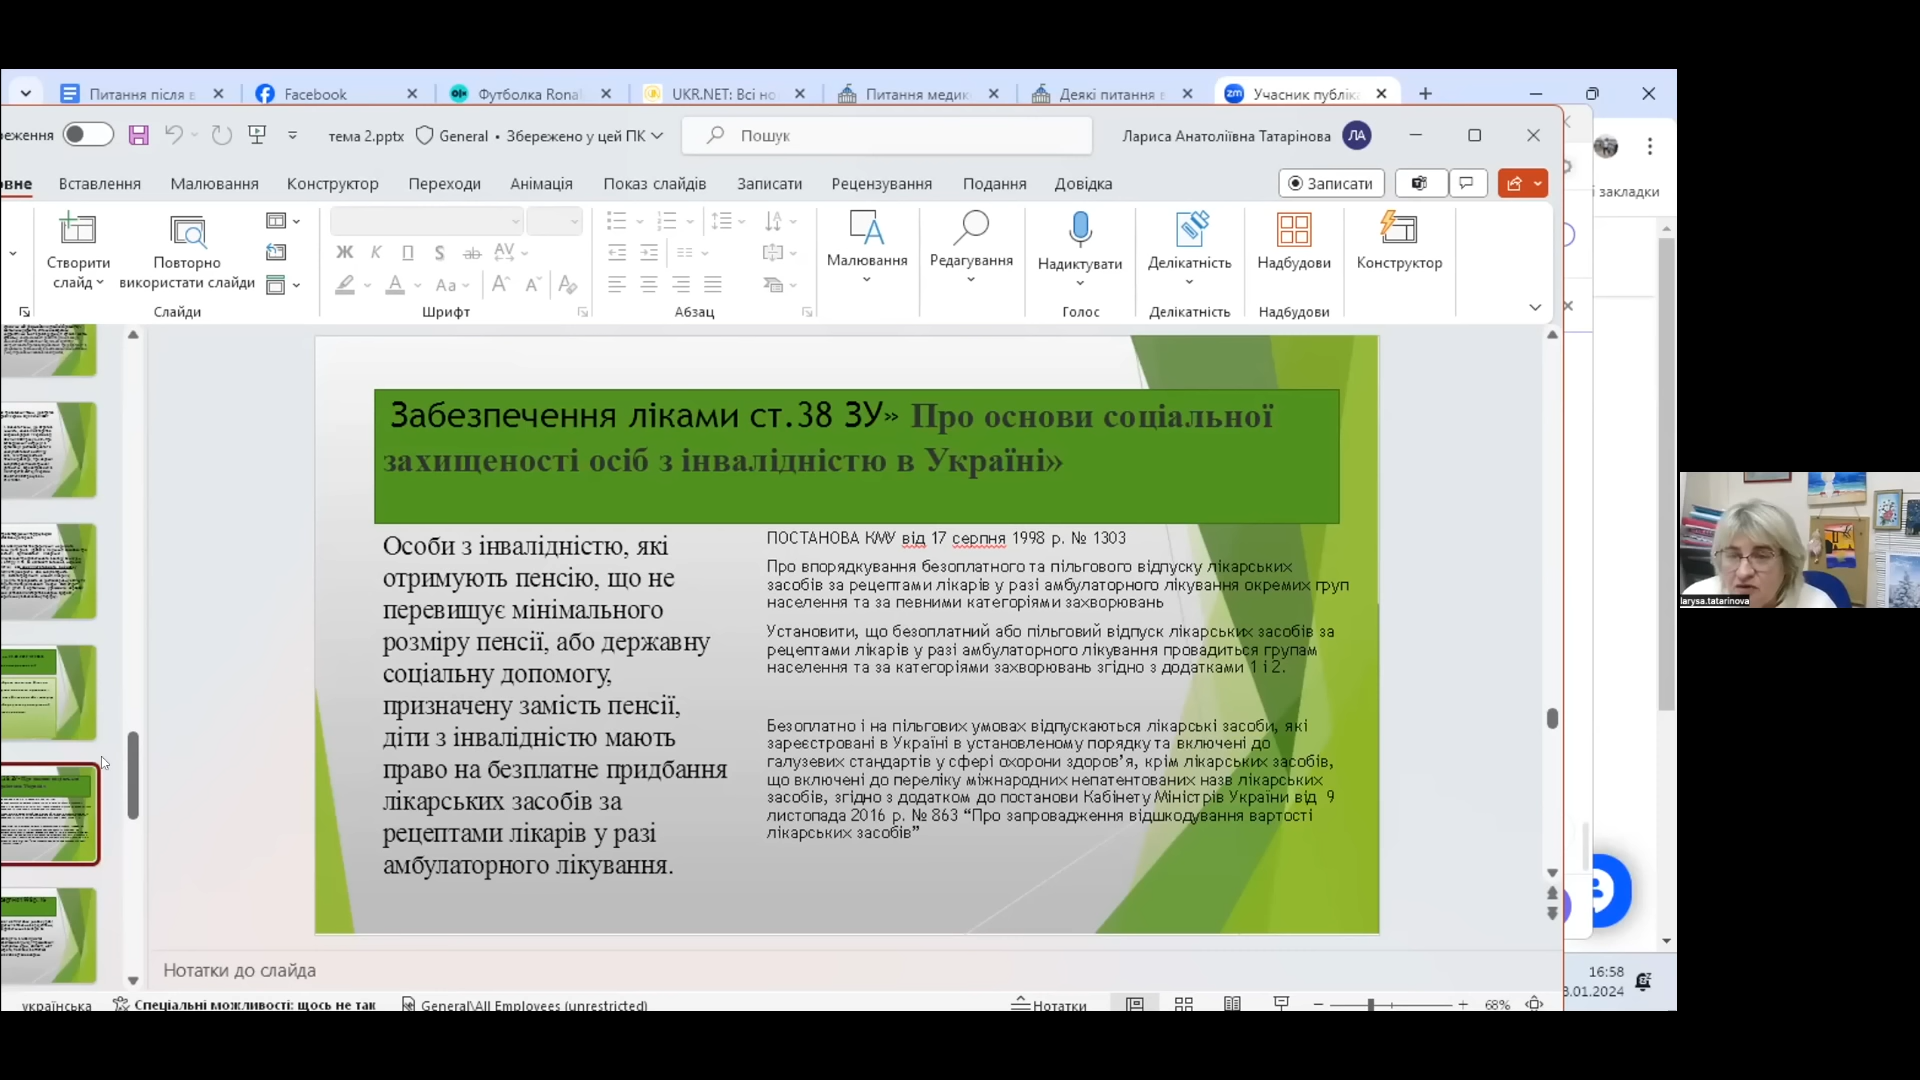 Питання після в
Facebook
Футболка Rona
UKR.NET: Всі но
Питання медик
Деякі питання в
Учасник публіка
еження
тема 2.pptx
General • Збережено у цей ПК
Пошук
Лариса Анатоліївна Татарінова
ЛА
вне
Вставлення
Малювання
Конструктор
Переходи
Анімація
Показ слайдів
Записати
Рецензування
Подання
Довідка
Записати
і закладки
Створити
слайд
Повторно
використати слайди
Слайди
Ж К П S ab AV
Аа
Шрифт
Абзац
Малювання
Редагування
Надиктувати
Голос
Делікатність
Делікатність
Надбудови
Надбудови
Конструктор
Забезпечення ліками ст.38 ЗУ» Про основи соціальної
захищеності осіб з інвалідністю в Україні»
Особи з інвалідністю, які
отримують пенсію, що не
перевищує мінімального
розміру пенсії, або державну
соціальну допомогу,
призначену замість пенсії,
діти з інвалідністю мають
право на безплатне придбання
лікарських засобів за
рецептами лікарів у разі
амбулаторного лікування.
ПОСТАНОВА КМУ від 17 серпня 1998 р. № 1303
Про впорядкування безоплатного та пільгового відпуску лікарських
засобів за рецептами лікарів у разі амбулаторного лікування окремих груп
населення та за певними категоріями захворювань
Установити, що безоплатний або пільговий відпуск лікарських засобів за
рецептами лікарів у разі амбулаторного лікування провадиться групам
населення та за категоріями захворювань згідно з додатками 1 і 2.
Безоплатно і на пільгових умовах відпускаються лікарські засоби, які
зареєстровані в Україні в установленому порядку та включені до
галузевих стандартів у сфері охорони здоров’я, крім лікарських засобів,
що включені до переліку міжнародних непатентованих назв лікарських
засобів, згідно з додатком до постанови Кабінету Міністрів України від 9
листопада 2016 р. № 863 “Про запровадження відшкодування вартості
лікарських засобів”
larysa.tatarinova
Нотатки до слайда
українська
Спеціальні можливості: щось не так
General\All Employees (unrestricted)
Нотатки
68%
16:58
8.01.2024